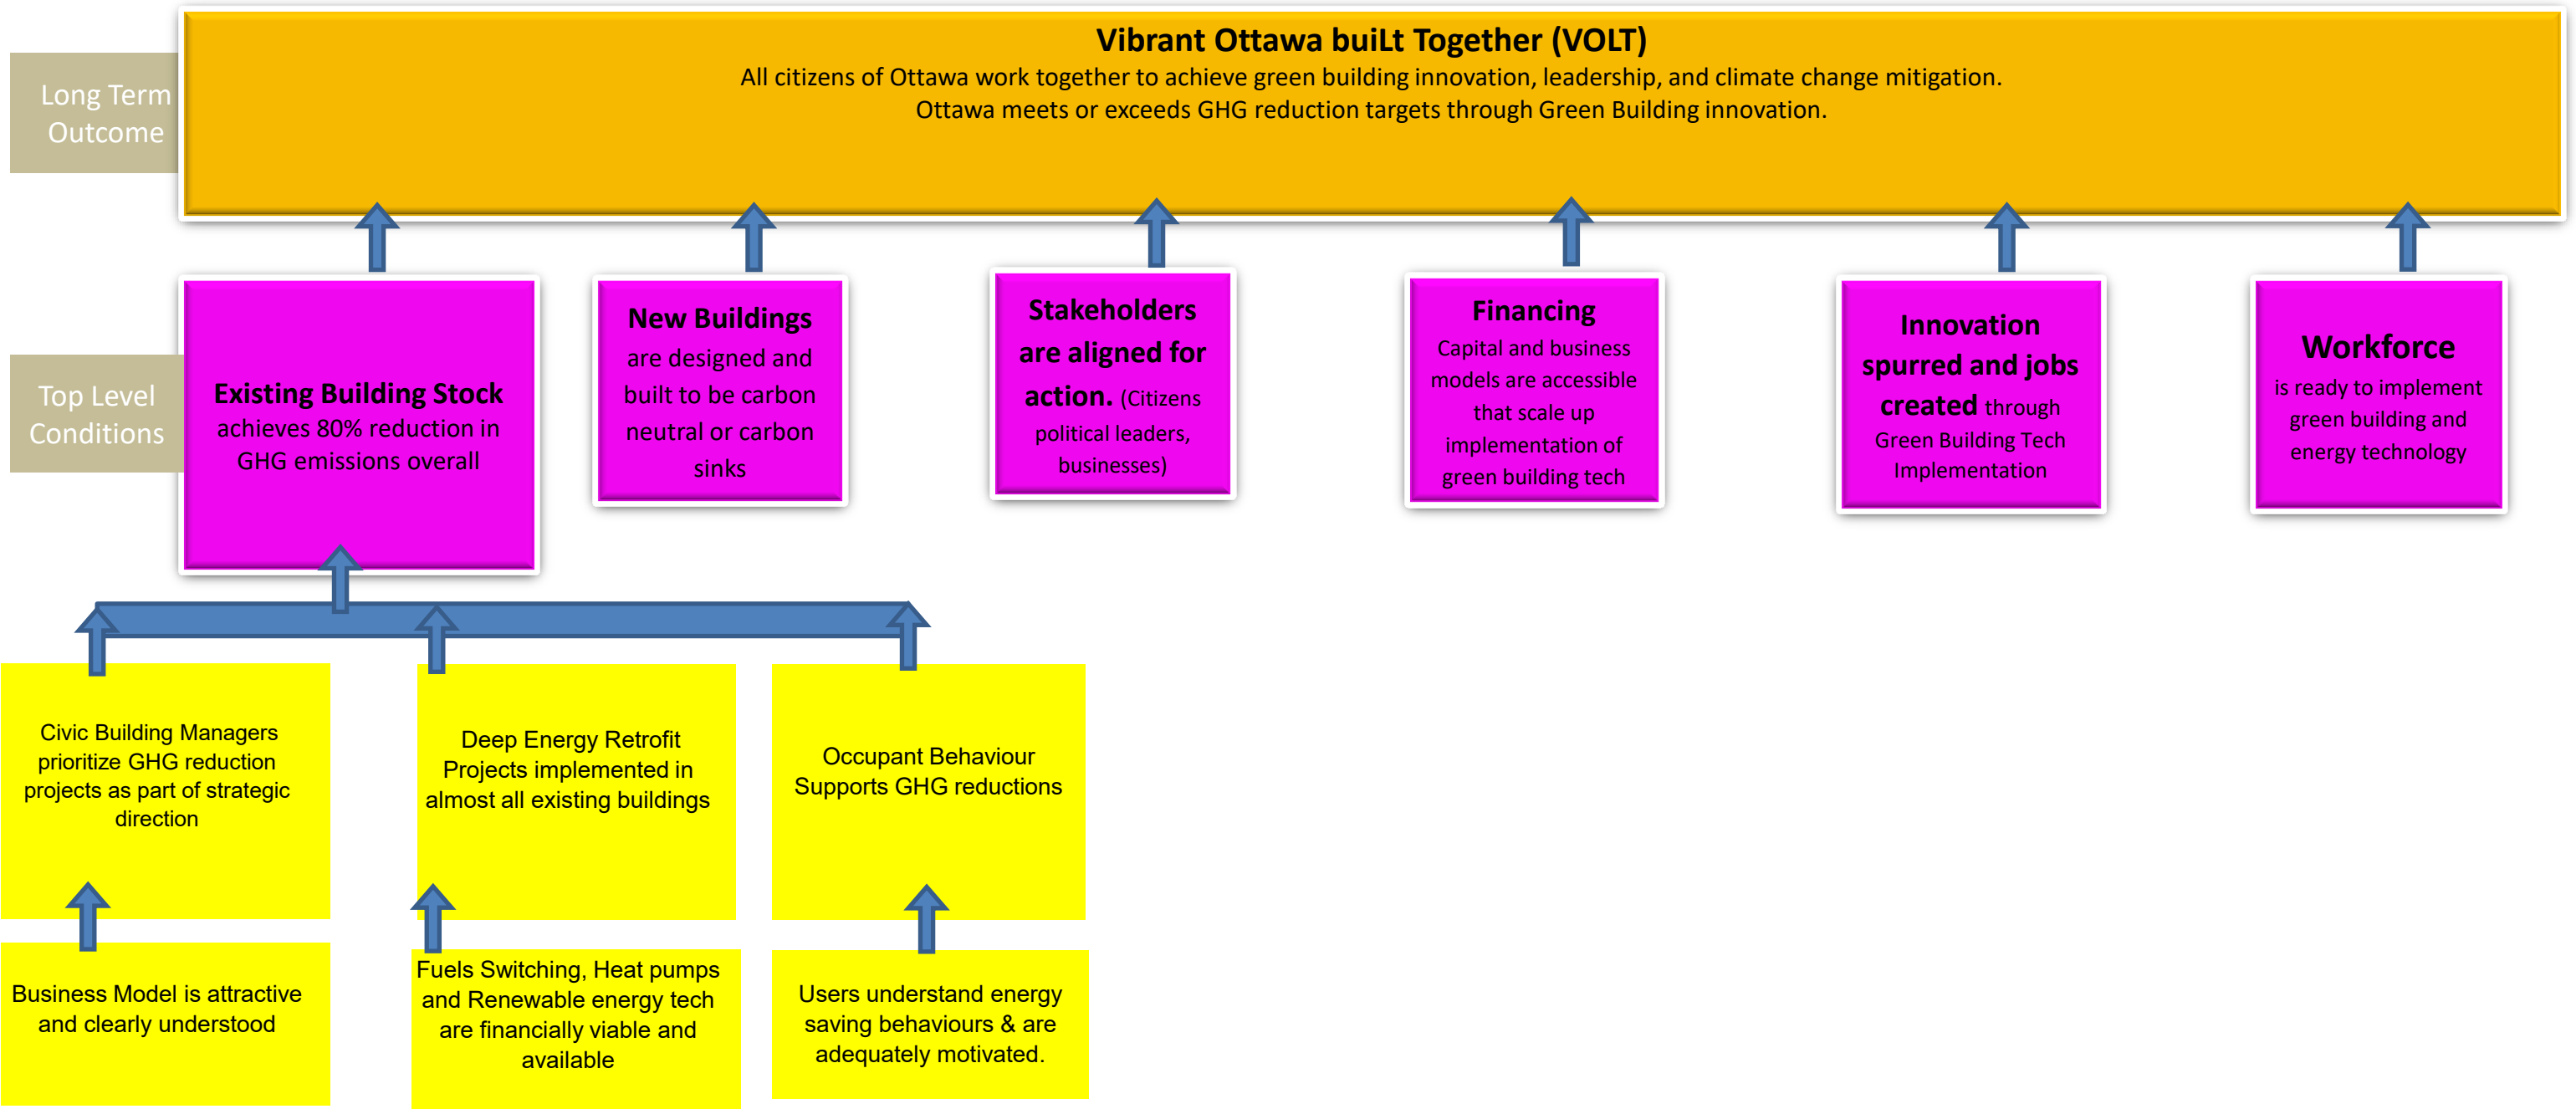 Vibrant Ottawa buiLt Together (VOLT)
All citizens of Ottawa work together to achieve green building innovation, leadership, and climate change mitigation.
Ottawa meets or exceeds GHG reduction targets through Green Building innovation.
Long Term
Outcome
Top Level
Conditions
Existing Building Stock
achieves 80% reduction in
GHG emissions overall
New Buildings
are designed and
built to be carbon
neutral or carbon
sinks
Stakeholders
are aligned for
action. (Citizens
political leaders,
businesses)
Financing
Capital and business
models are accessible
that scale up
implementation of
green building tech
Innovation
spurred and jobs
created through
Green Building Tech
Implementation
Workforce
is ready to implement
green building and
energy technology
Civic Building Managers
prioritize GHG reduction
projects as part of strategic
direction
Deep Energy Retrofit
Projects implemented in
almost all existing buildings
Occupant Behaviour
Supports GHG reductions
Business Model is attractive
and clearly understood
Fuels Switching, Heat pumps
and Renewable energy tech
are financially viable and
available
Users understand energy
saving behaviours & are
adequately motivated.